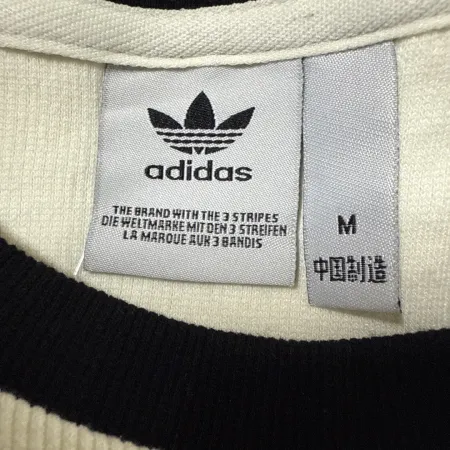 adidas
THE BRAND WITH THE 3 STRIPES
DIE WELTMARKE MIT DEN 3 STREIFEN
LA MARQUE AUX 3 BANDIS
M
中国制造